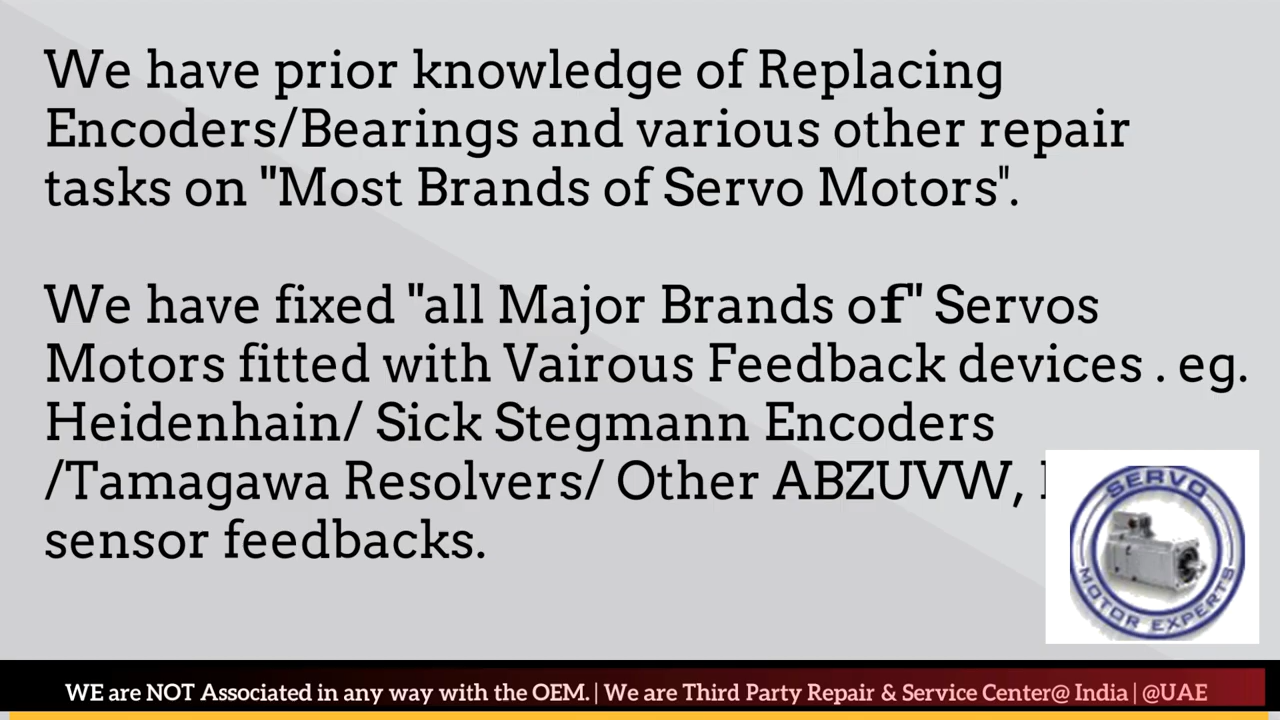 We have prior knowledge of Replacing
Encoders/Bearings and various other repair
tasks on "Most Brands of Servo Motors".
We have fixed "all Major Brands of" Servos
Motors fitted with Vairous Feedback devices . eg.
Heidenhain/ Sick Stegmann Encoders
/Tamagawa Resolvers/ Other ABZUVW,
sensor feedbacks.
SERVO
MOTOR EXPERTS
WE are NOT Associated in any way with the OEM. | We are Third Party Repair & Service Center@ India | @UAE